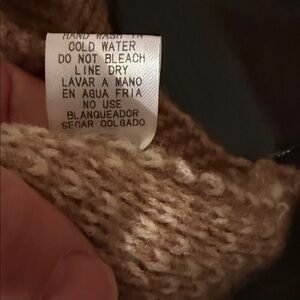 HAND WASH IN
COLD WATER
DO NOT BLEACH
LINE DRY
LAVAR A MANO
EN AGUA FRIA
NO USE
BLANQUEADOR
SECAR COLGADO